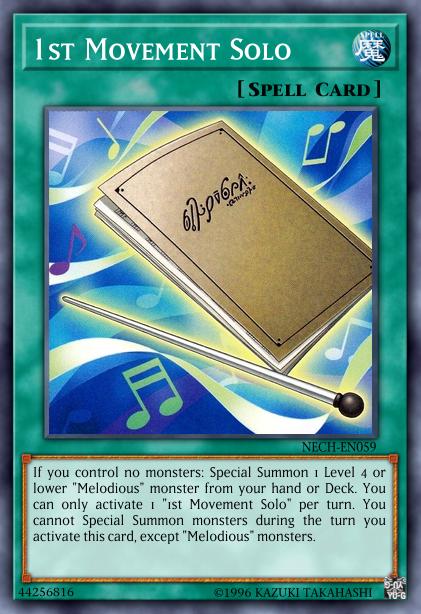 1st Movement Solo
SPELL
魔
[Spell Card]
NECH-EN059
If you control no monsters: Special Summon 1 Level 4 or
lower "Melodious" monster from your hand or Deck. You
can only activate 1 "1st Movement Solo" per turn. You
cannot Special Summon monsters during the turn you
activate this card, except "Melodious" monsters.
44256816
©1996 KAZUKI TAKAHASHI